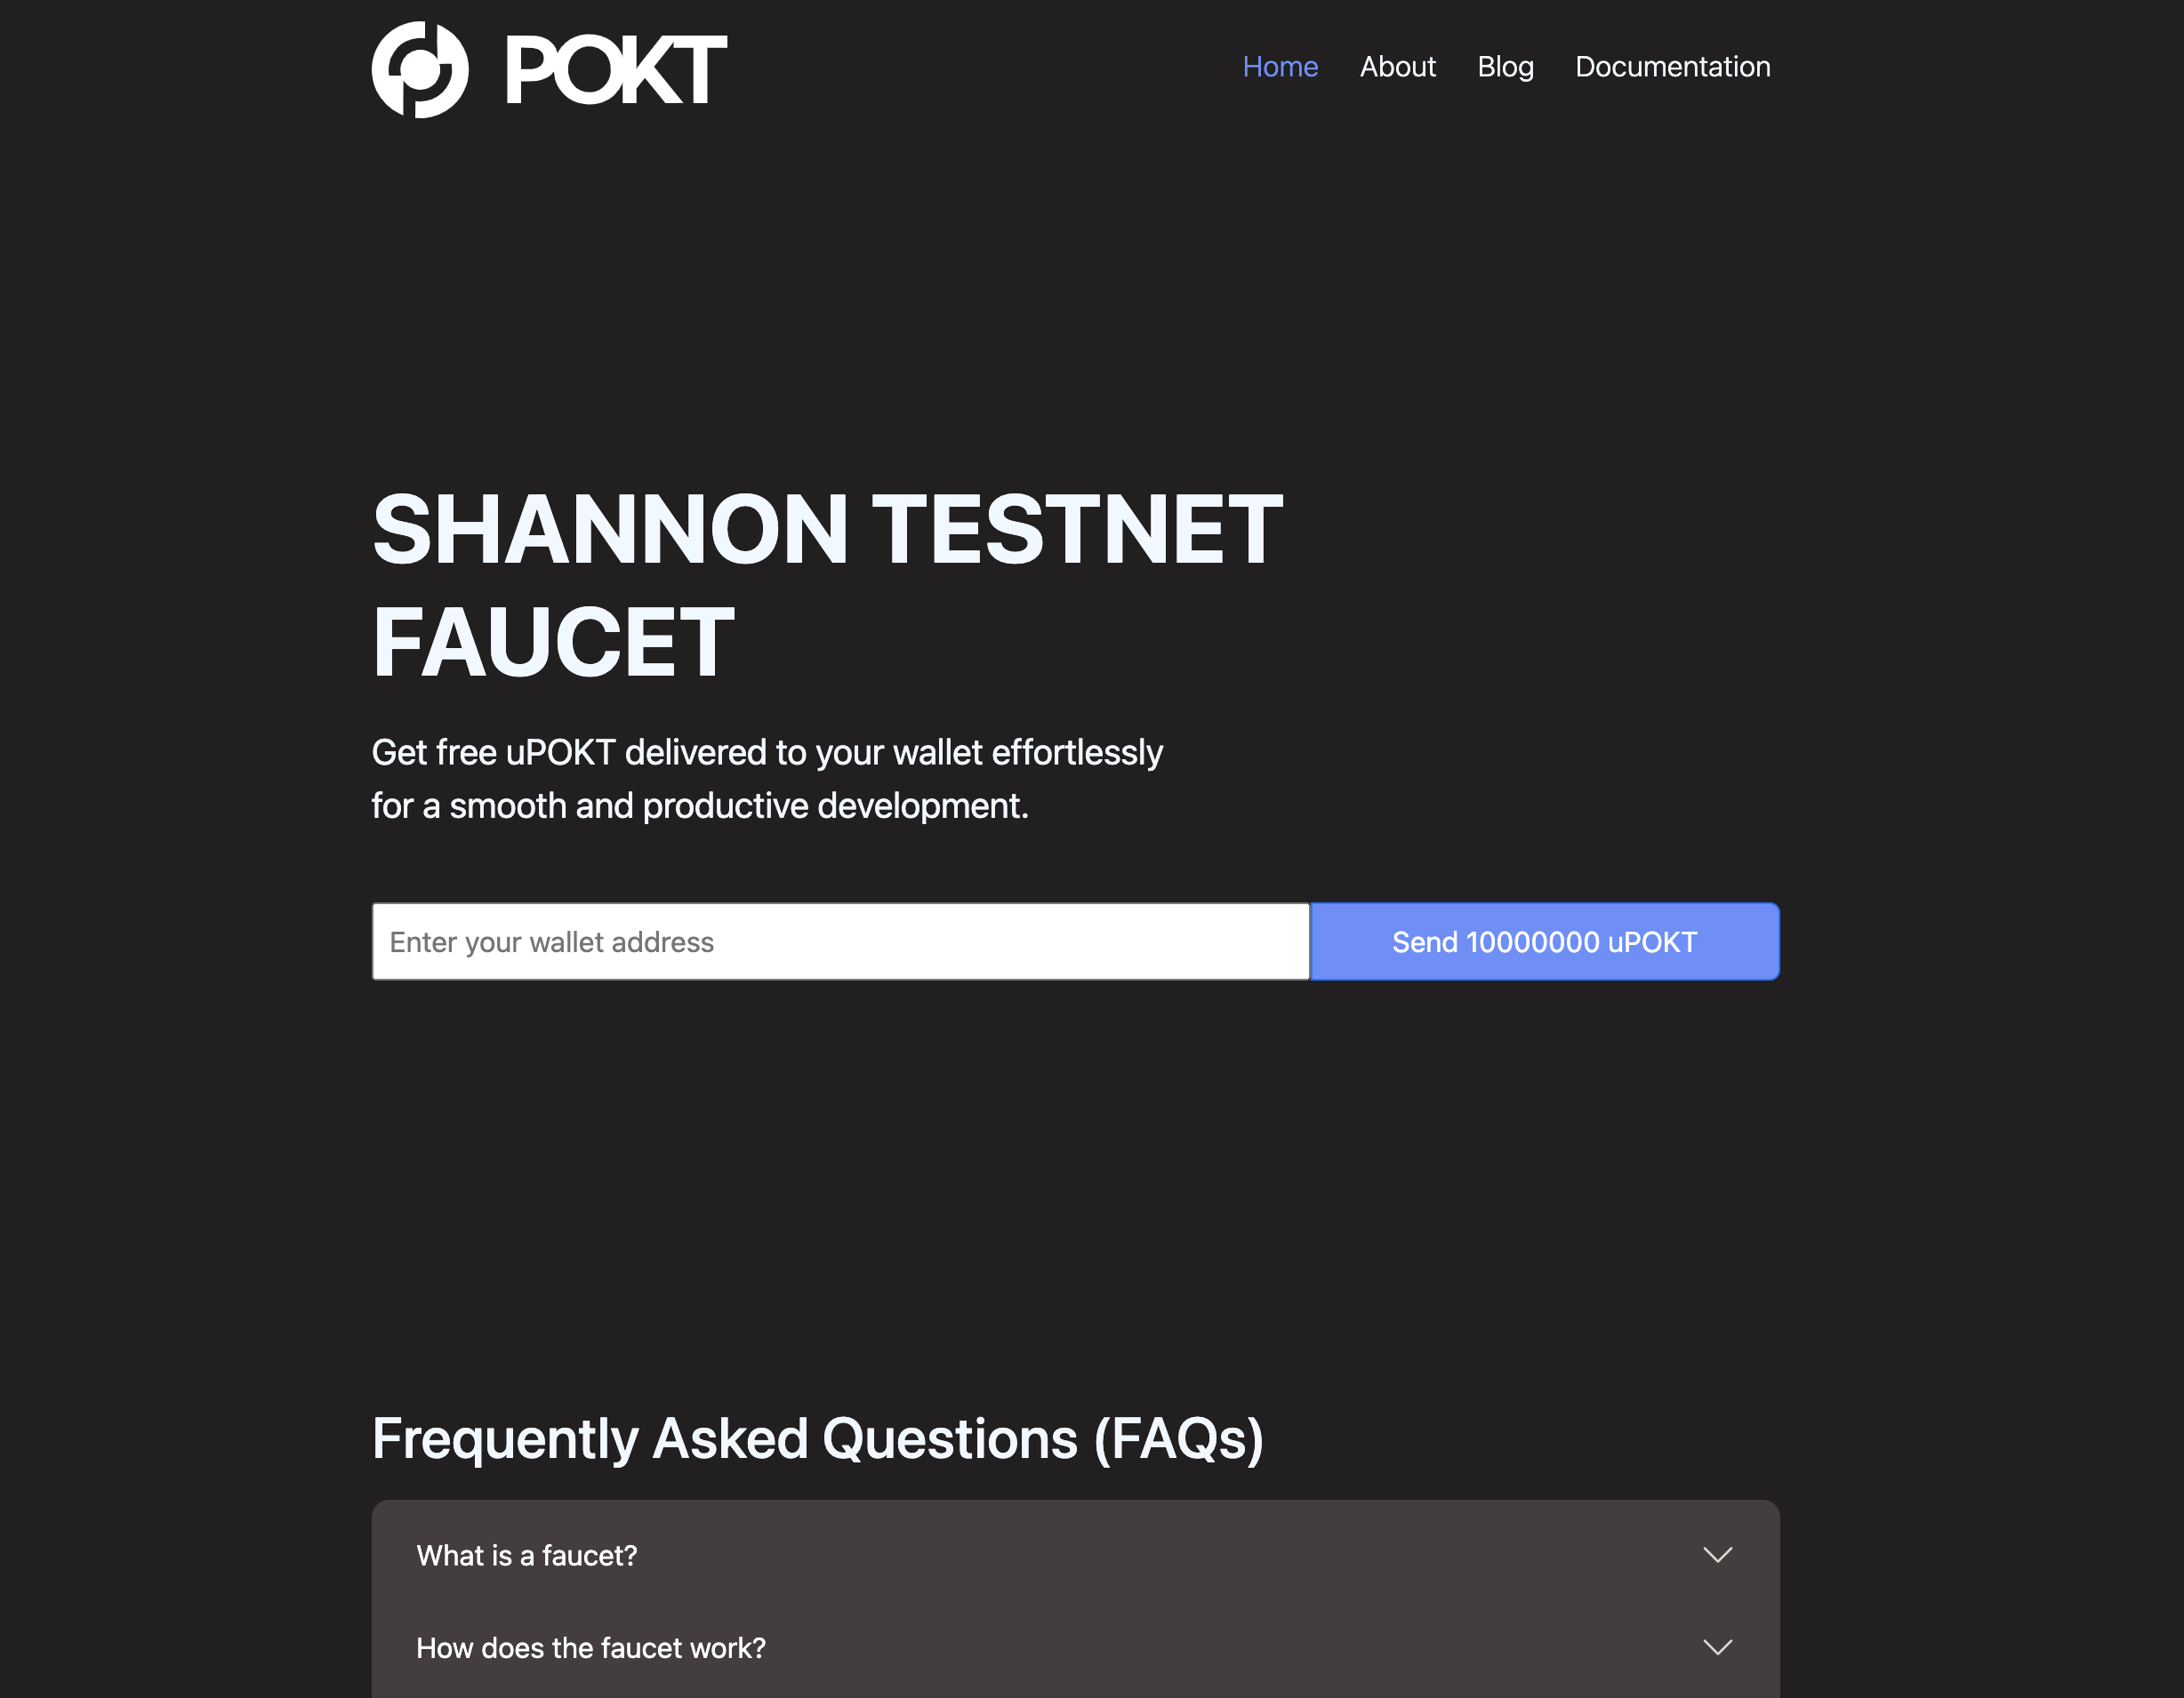 POKT
Home About Blog Documentation
SHANNON TESTNET
FAUCET
Get free uPOKT delivered to your wallet effortlessly
for a smooth and productive development.
Enter your wallet address
Send 10000000 uPOKT
Frequently Asked Questions (FAQs)
What is a faucet?
How does the faucet work?